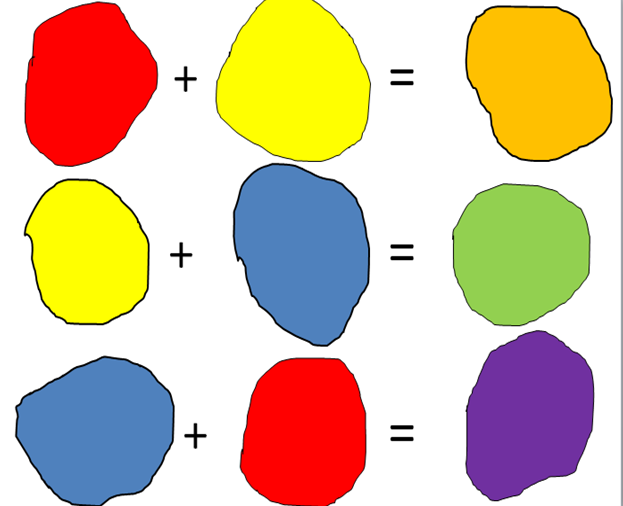 + =
+ =
+ =